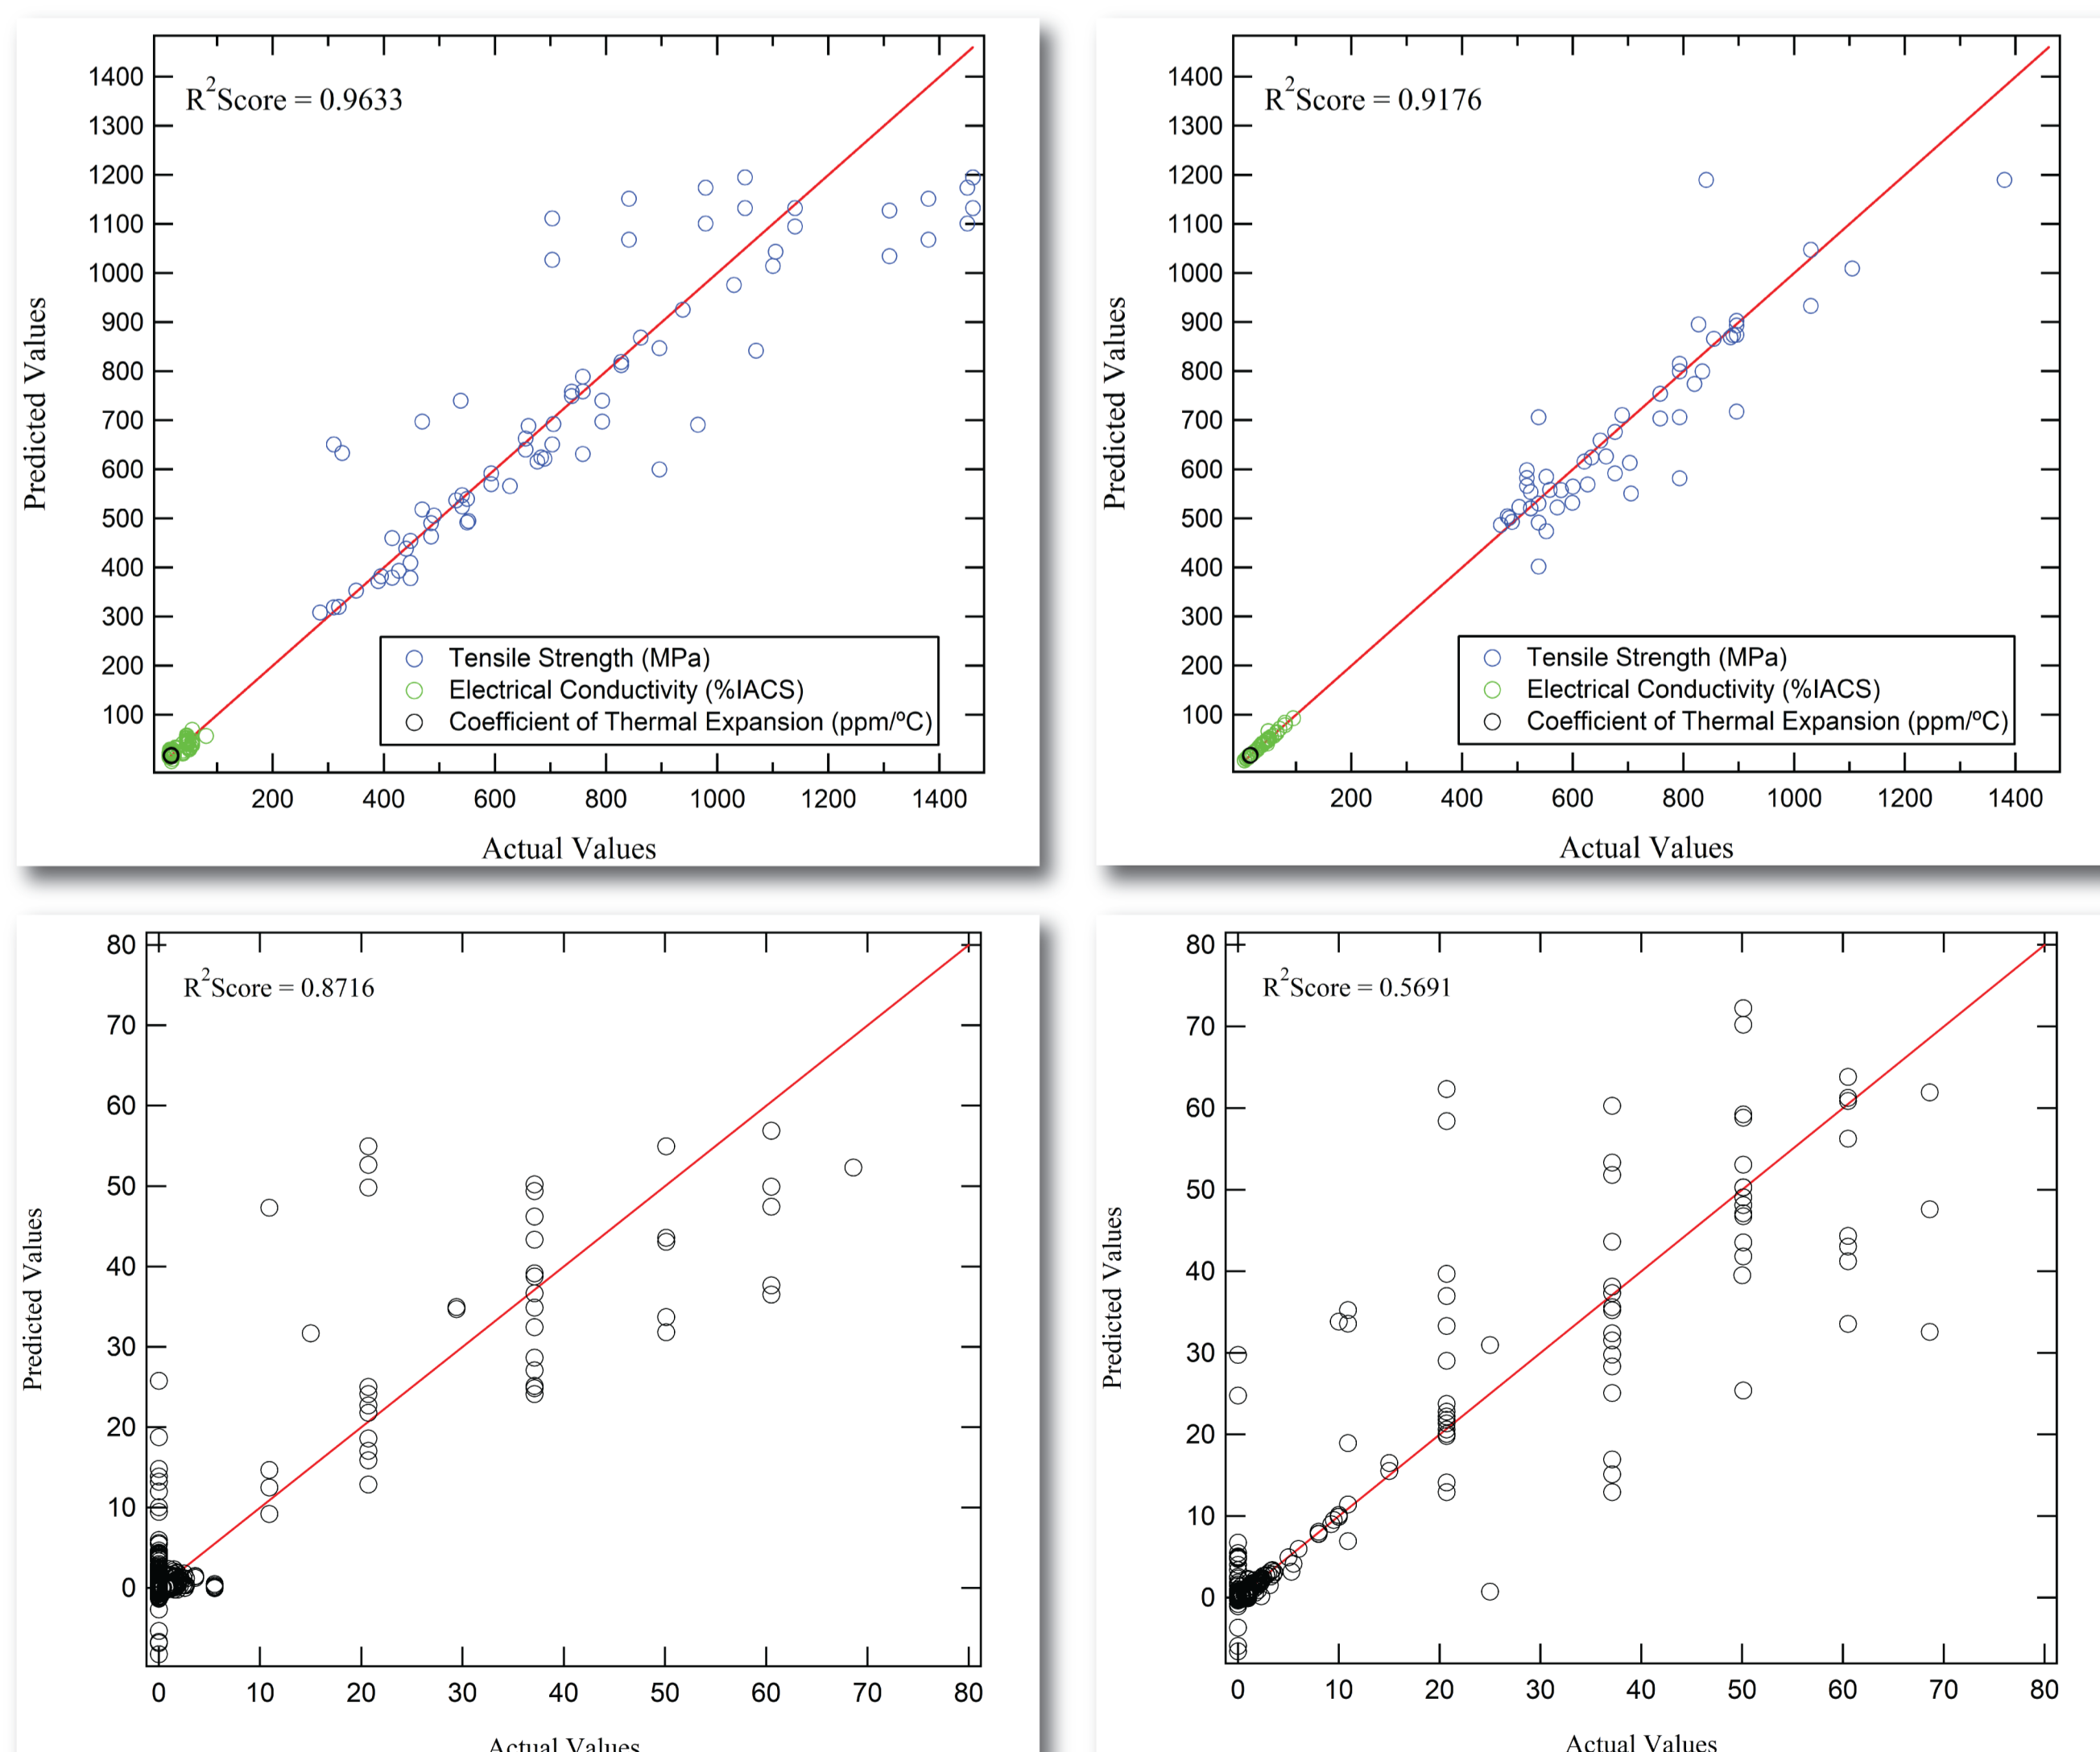 R2Score = 0.9633
1400
1300
1200
1100
1000
900
800
700
600
500
400
300
200
100
Predicted Values
Tensile Strength (MPa)
Electrical Conductivity (%IACS)
Coefficient of Thermal Expansion (ppm/ºC)
200 400 600 800 1000 1200 1400
Actual Values
R2Score = 0.9176
1400
1300
1200
1100
1000
900
800
700
600
500
400
300
200
100
Predicted Values
Tensile Strength (MPa)
Electrical Conductivity (%IACS)
Coefficient of Thermal Expansion (ppm/ºC)
200 400 600 800 1000 1200 1400
Actual Values
80
R2Score = 0.8716
70
60
50
40
30
20
10
0
Predicted Values
0 10 20 30 40 50 60 70 80
Actual Values
80
R2Score = 0.5691
70
60
50
40
30
20
10
0
Predicted Values
0 10 20 30 40 50 60 70 80
Actual Values